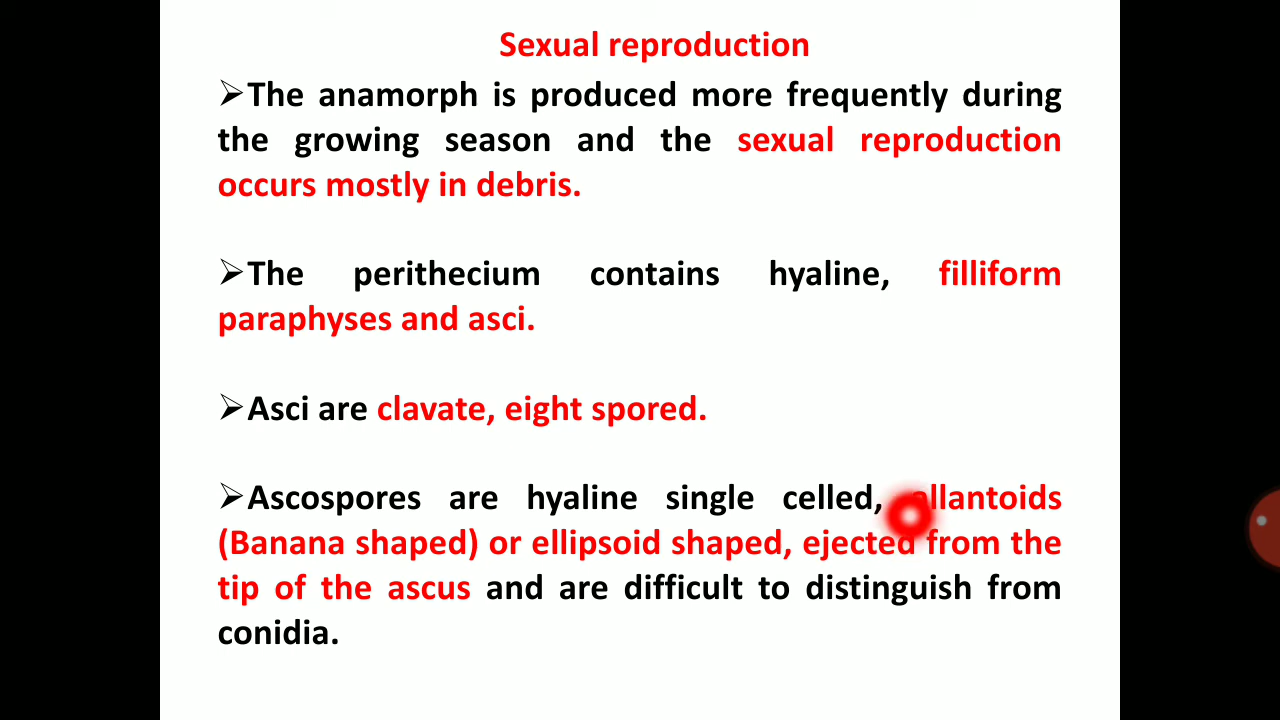 Sexual reproduction
➢The anamorph is produced more frequently during
the growing season and the sexual reproduction
occurs mostly in debris.
➢The perithecium contains hyaline, filliform
paraphyses and asci.
➢Asci are clavate, eight spored.
➢Ascospores are hyaline single celled, allantoids
(Banana shaped) or ellipsoid shaped, ejected from the
tip of the ascus and are difficult to distinguish from
conidia.